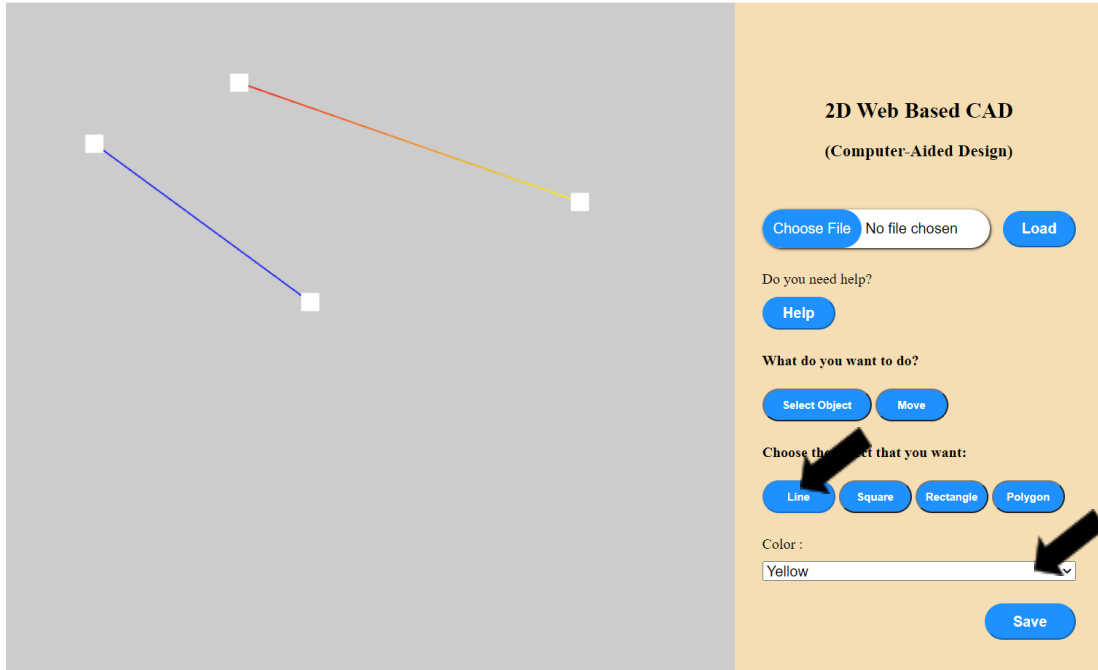 2D Web Based CAD
(Computer-Aided Design)
Choose File No file chosen Load
Do you need help?
Help
What do you want to do?
Select Object Move
Choose the that you want:
Line Square Rectangle Polygon
Color :
Yellow
Save